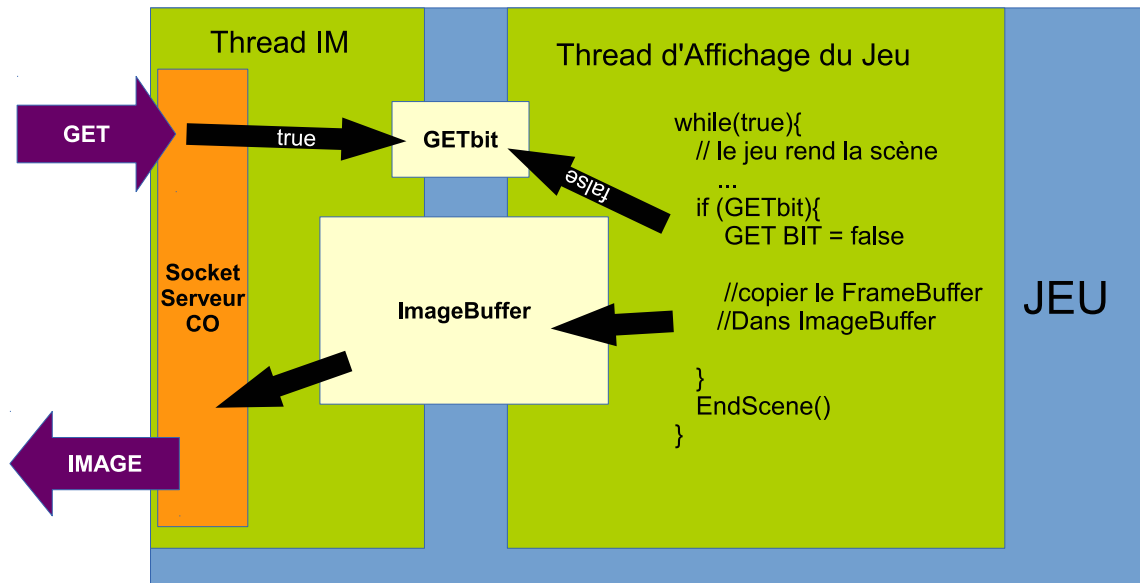 Thread IM
Thread d'Affichage du Jeu
GET
true
GETbit
false
while(true){
// le jeu rend la scène
...
if (GETbit){
GET BIT = false
//copier le FrameBuffer
//Dans ImageBuffer
}
EndScene()
}
Socket
Serveur
CO
ImageBuffer
JEU
IMAGE